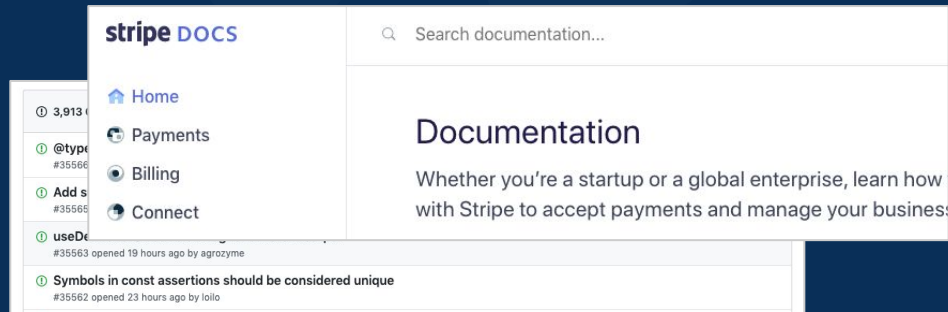 stripe DOCS
Search documentation...
Home
Payments
Billing
Connect
Documentation
Whether you're a startup or a global enterprise, learn how
with Stripe to accept payments and manage your business
3,913
@type
#35566
Add s
#35565
useDe
#35563 opened 19 hours ago by agrozyme
Symbols in const assertions should be considered unique
#35562 opened 23 hours ago by loilo